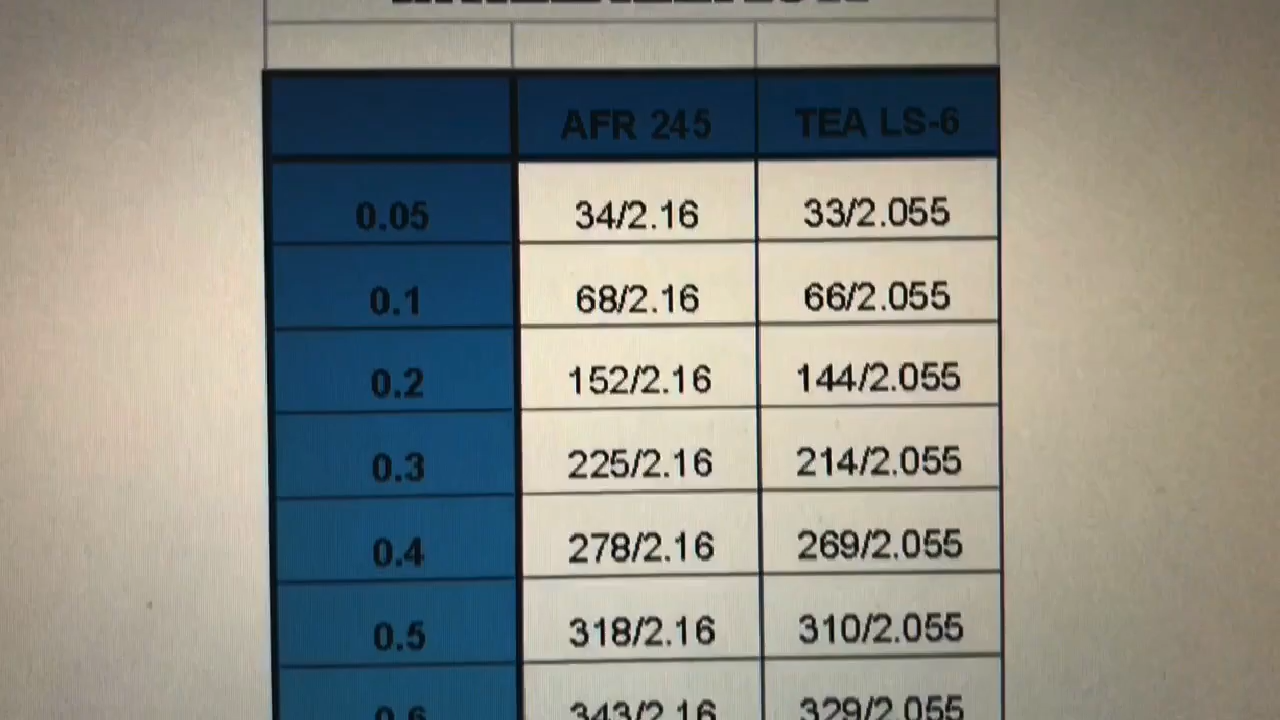 AFR 245 TEA LS-6
0.05 34/2.16 33/2.055
0.1 68/2.16 66/2.055
0.2 152/2.16 144/2.055
0.3 225/2.16 214/2.055
0.4 278/2.16 269/2.055
0.5 318/2.16 310/2.055
0.6 343/2.16 329/2.055